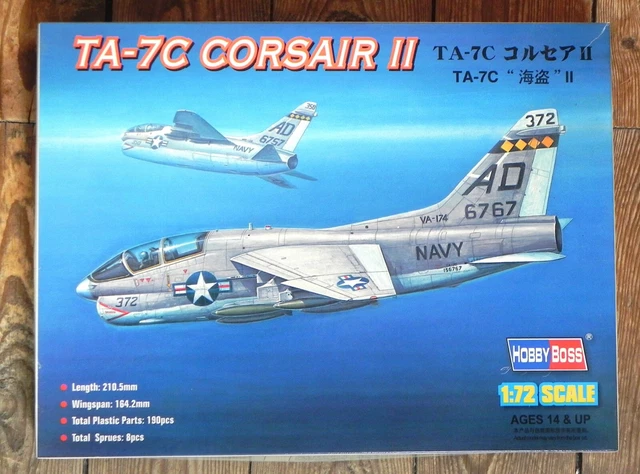 TA-7C CORSAIR II
TA-7C コルセア II
TA-7C “海盗” II
372
AD
6767
VA-174
NAVY
156767
372
AD
6757
NAVY
HOBBY BOSS®
1:72 SCALE
AGES 14 & UP
Length: 210.5mm
Wingspan: 164.2mm
Total Plastic Parts: 190pcs
Total Sprues: 8pcs